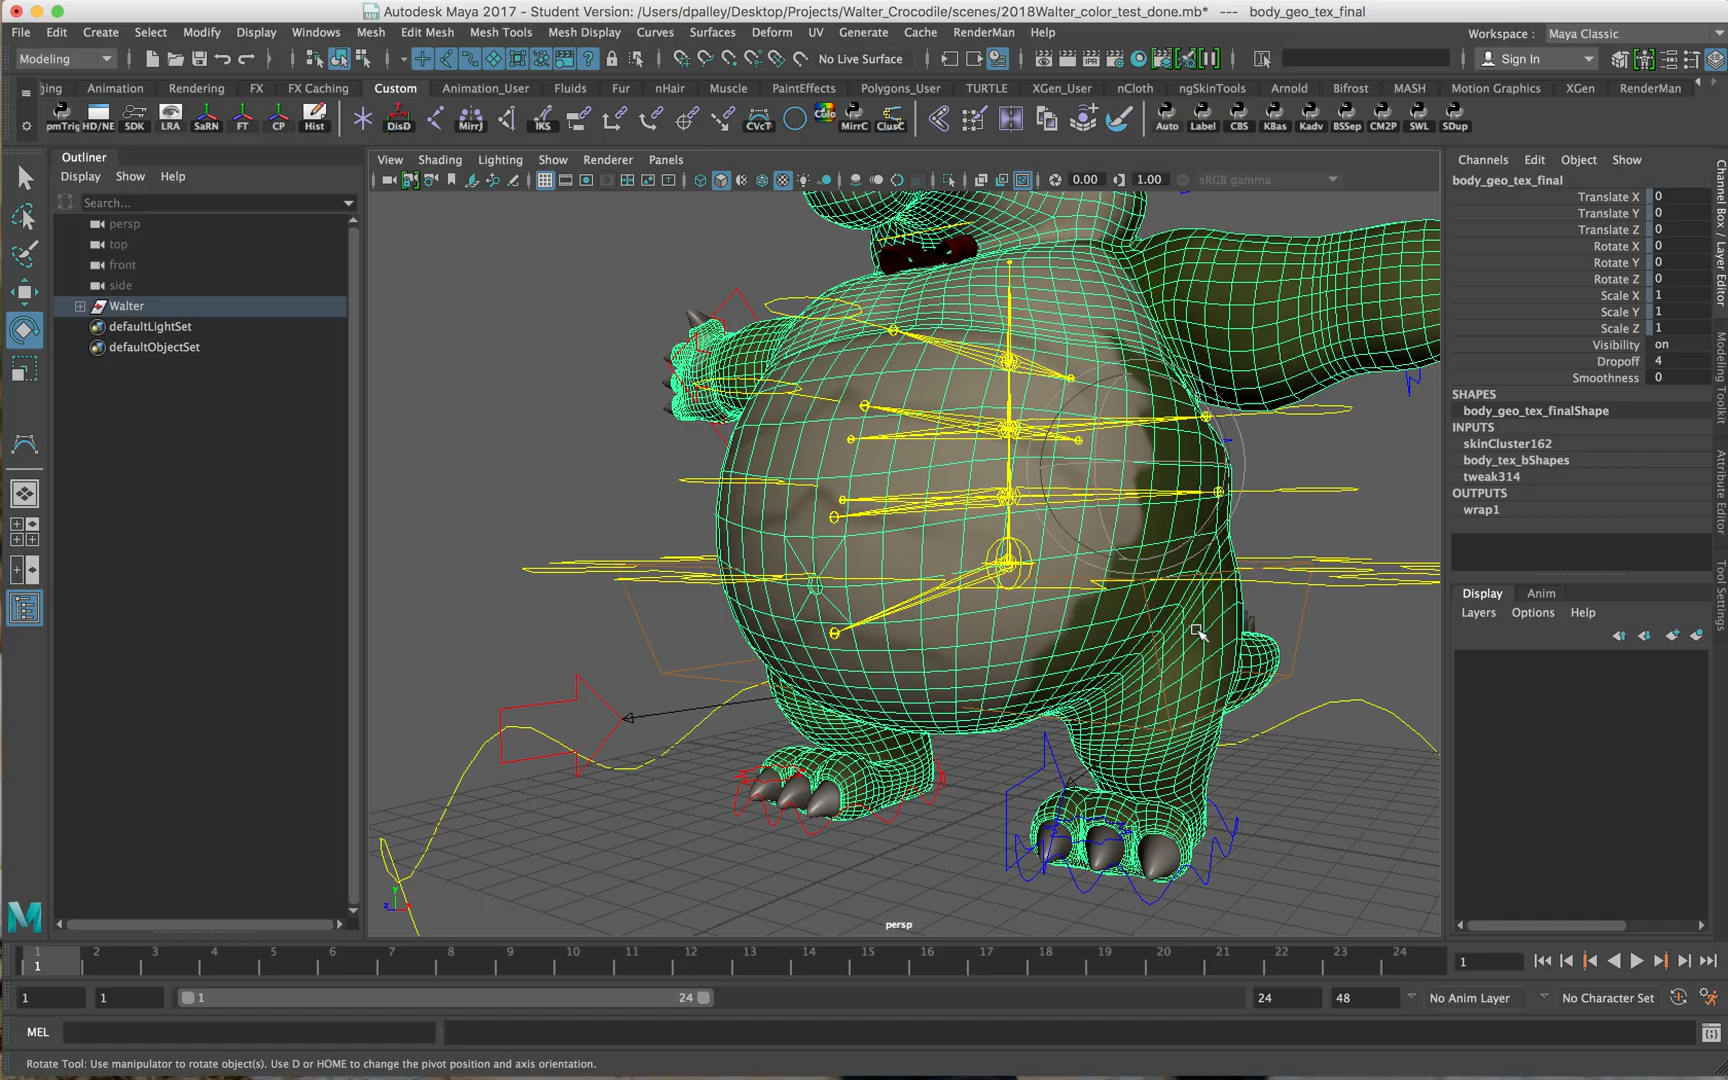 Autodesk Maya 2017 - Student Version: /Users/dpalley/Desktop/Projects/Walter_Crocodile/scenes/2018Walter_color_test_done.mb* --- body_geo_tex_final
File Edit Create Select Modify Display Windows Mesh Edit Mesh Mesh Tools Mesh Display Curves Surfaces Deform UV Generate Cache RenderMan Help Workspace : Maya Classic
Modeling No Live Surface Sign In
ging Animation Rendering FX FX Caching Custom Animation_User Fluids Fur nHair Muscle PaintEffects Polygons_User TURTLE XGen_User nCloth ngSkinTools Arnold Bifrost MASH Motion Graphics XGen RenderMan
pmTrig HD/NE SDK LRA SaRN FT CP Hist DisD MirrJ IKS CVcT MirrC ClusC Auto Label CBS KBas Kadv BSSep CM2P SWL SDup
Outliner
Display Show Help
Search...
persp
top
front
side
Walter
defaultLightSet
defaultObjectSet
View Shading Lighting Show Renderer Panels
0.00 1.00 sRGB gamma
persp
Channels Edit Object Show
body_geo_tex_final
Translate X 0
Translate Y 0
Translate Z 0
Rotate X 0
Rotate Y 0
Rotate Z 0
Scale X 1
Scale Y 1
Scale Z 1
Visibility on
Dropoff 4
Smoothness 0
SHAPES
body_geo_tex_finalShape
INPUTS
skinCluster162
body_tex_bShapes
tweak314
OUTPUTS
wrap1
Display Anim
Layers Options Help
Channel Box / Layer Editor
Modeling Toolkit
Attribute Editor
Tool Settings
1 2 3 4 5 6 7 8 9 10 11 12 13 14 15 16 17 18 19 20 21 22 23 24
1
1
1 1 1 24 24 48 No Anim Layer No Character Set
MEL
Rotate Tool: Use manipulator to rotate object(s). Use D or HOME to change the pivot position and axis orientation.